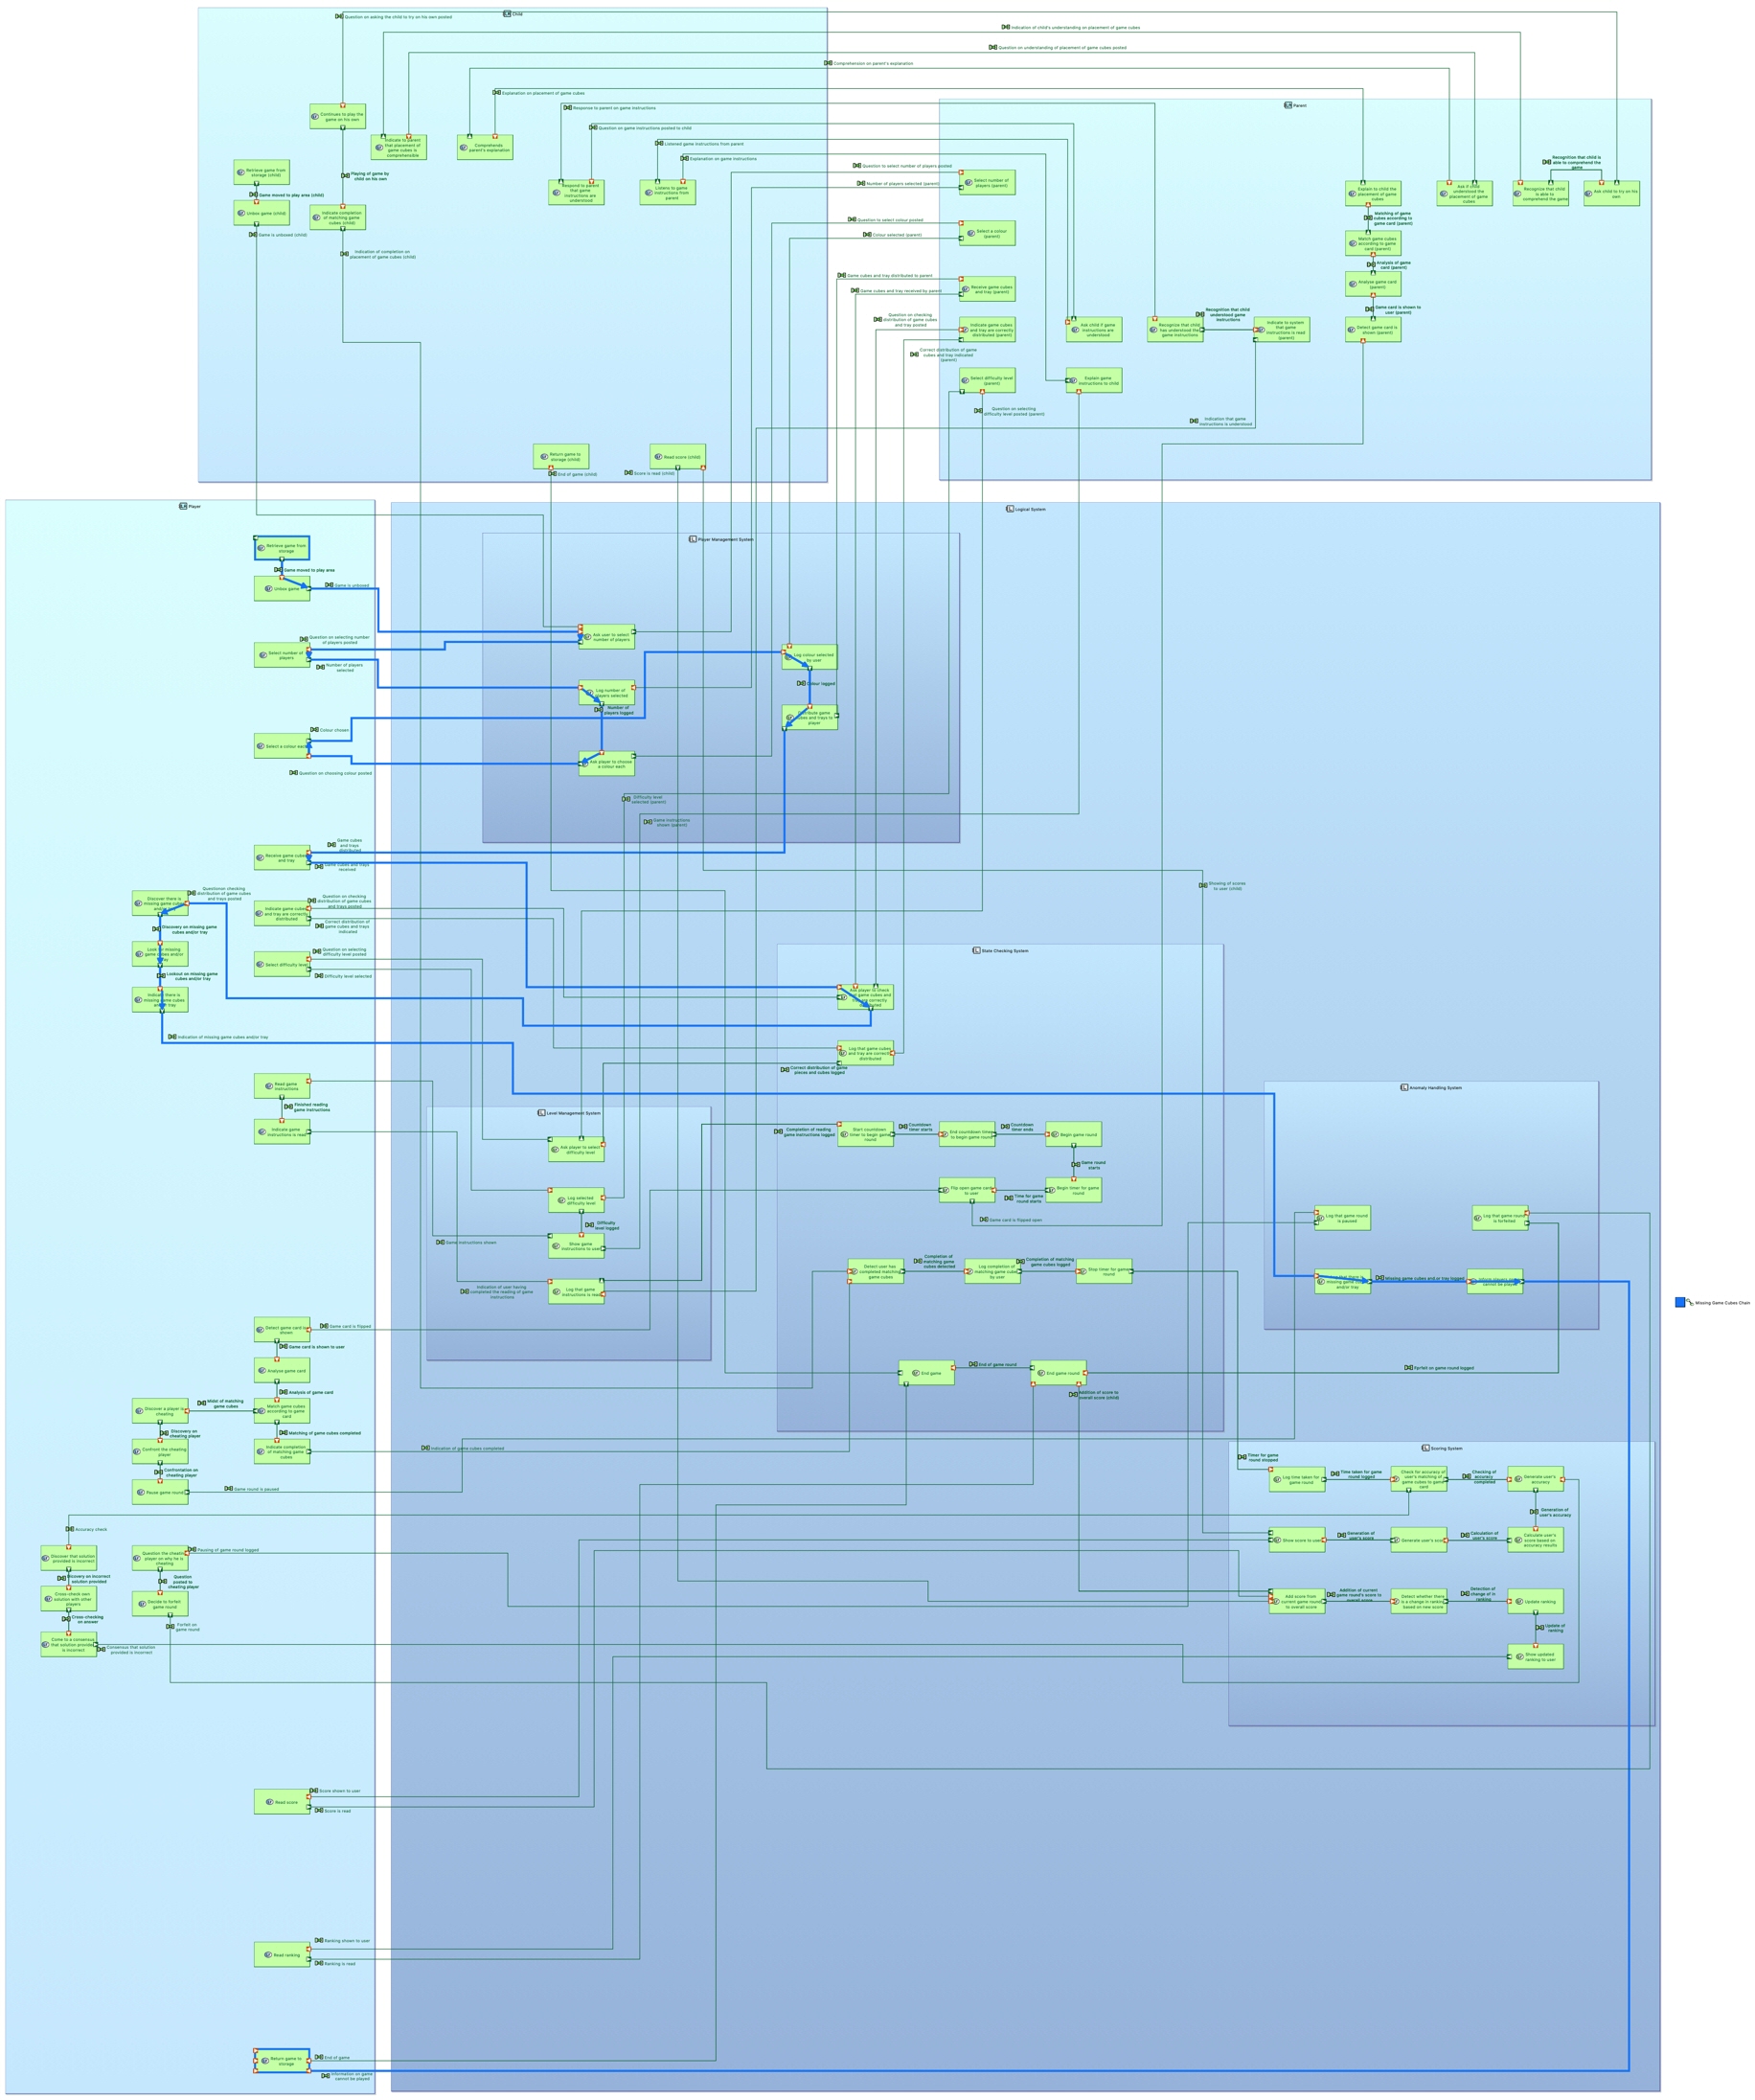 Child
Question on asking the child to try on his own posted
Indication of child's understanding on placement of game cubes
Question on understanding of placement of game cubes posted
Comprehension on parent's explanation
Explanation on placement of game cubes
Response to parent on game instructions
Question on game instructions posted to child
Listened game instructions from parent
Explanation on game instructions
Continues to play the
game on his own
Indicate to parent
that placement of
game cubes is
comprehensible
Comprehends
parent's explanation
Retrieve game from
storage (child)
Game moved to play area (child)
Unbox game (child)
Game is unboxed (child)
Playing of game by
child on his own
Indicate completion
of matching game
cubes (child)
Indication of completion on
placement of game cubes (child)
Respond to parent
that game
instructions are
understood
Listens to game
instructions from
parent
Return game to
storage (child)
End of game (child)
Read score (child)
Score is read (child)
Parent
Question to select number of players posted
Number of players selected (parent)
Select number of
players (parent)
Question to select colour posted
Colour selected (parent)
Select a colour
(parent)
Game cubes and tray distributed to parent
Game cubes and tray received by parent
Receive game cubes
and tray (parent)
Question on checking
distribution of game cubes
and tray posted
Indicate game cubes
and tray are correctly
distributed (parent)
Correct distribution of game
cubes and tray indicated
(parent)
Select difficulty level
(parent)
Question on selecting
difficulty level posted (parent)
Ask child if game
instructions are
understood
Explain game
instructions to child
Recognize that child
has understood the
game instructions
Recognition that child
understood game
instructions
Indicate to system
that game
instructions is read
(parent)
Indication that game
instructions is understood
Explain to child the
placement of game
cubes
Matching of game
cubes according to
game card (parent)
Match game cubes
according to game
card (parent)
Analysis of game
card (parent)
Analyse game card
(parent)
Game card is shown to
user (parent)
Detect game card is
shown (parent)
Ask if child
understood the
placement of game
cubes
Recognize that child
is able to comprehend
the game
Recognition that child is
able to comprehend the
game
Ask child to try on his
own
Player
Retrieve game from
storage
Game moved to play area
Unbox game
Game is unboxed
Question on selecting number
of players posted
Select number of
players
Number of players
selected
Colour chosen
Select a colour each
Question on choosing colour posted
Game cubes
and trays
distributed
Receive game cubes
and tray
Game cubes and trays
received
Question on checking
distribution of game cubes
and trays posted
Discover there is
missing game cubes
Discovery on missing game
cubes and/or tray
Look for missing
game cubes and/or
tray
Lookout on missing game
cubes and/or tray
Indicate there is
missing game cubes
and/or tray
Indication of missing game cubes and/or tray
Question on checking
distribution of game cubes
and trays posted
Indicate game cubes
and tray are correctly
distributed
Correct distribution of
game cubes and trays
indicated
Question on selecting
difficulty level posted
Select difficulty level
Difficulty level selected
Read game
instructions
Finished reading
game instructions
Indicate game
instructions is read
Detect game card is
shown
Game card is flipped
Game card is shown to user
Analyse game card
Analysis of game card
Match game cubes
according to game
card
Midst of matching
game cubes
Discover a player is
cheating
Discovery on
cheating player
Confront the cheating
player
Confrontation on
cheating player
Pause game round
Game round is paused
Matching of game cubes completed
Indicate completion
of matching game
cubes
Indication of game cubes completed
Accuracy check
Discover that solution
provided is incorrect
Discovery on incorrect
solution provided
Cross-check own
solution with other
players
Cross-checking
on answer
Come to a consensus
that solution provided
is incorrect
Consensus that solution
provided is incorrect
Question the cheating
player on why he is
cheating
Pausing of game round logged
Question
posted to
cheating player
Decide to forfeit
game round
Forfeit on
game round
Score shown to user
Read score
Score is read
Ranking shown to user
Read ranking
Ranking is read
Return game to
storage
End of game
Information on game
cannot be played
Logical System
Player Management System
Ask user to select
number of players
Log number of
players selected
Number of
players logged
Ask player to choose
a colour each
Log colour selected
by user
Colour logged
Distribute game
cubes and trays to
player
Difficulty level
selected (parent)
Game instructions
shown (parent)
Showing of scores
to user (child)
State Checking System
Ask player to check
Log that game cubes
and tray are correctly
distributed
Correct distribution of game
pieces and cubes logged
Completion of reading
game instructions logged
Start countdown
timer to begin game
round
Countdown
timer starts
End countdown timer
to begin game round
Countdown
timer ends
Begin game round
Game round
starts
Begin timer for game
round
Time for game
round starts
Flip open game card
to user
Game card is flipped open
Detect user has
completed matching
game cubes
Completion of
matching game
cubes detected
Log completion of
matching game cubes
by user
Completion of matching
game cubes logged
Stop timer for game
round
End game
End of game round
End game round
Addition of score to
overall score (child)
Level Management System
Ask player to select
difficulty level
Log selected
difficulty level
Difficulty
level logged
Show game
instructions to user
Game instructions shown
Indication of user having
completed the reading of game
instructions
Log that game
instructions is read
Anomaly Handling System
Log that game round
is paused
Log that game round
is forfeited
missing game cubes
and/or tray
Missing game cubes and.or tray logged
cannot be played
Forfeit on game round logged
Missing Game Cubes Chain
Scoring System
Timer for game
round stopped
Log time taken for
game round
Time taken for game
round logged
Check for accuracy of
user's matching of
game cubes to game
card
Checking of
accuracy
completed
Generate user's
accuracy
Generation of
user's accuracy
Show score to user
Generation of
user's score
Generate user's score
Calculation of
user's score
Calculate user's
score based on
accuracy results
Add score from
current game round
to overall score
Addition of current
game round's score to
overall score
Detect whether there
is a change in ranking
based on new score
Detection of
change of in
ranking
Update ranking
Update of
ranking
Show updated
ranking to user